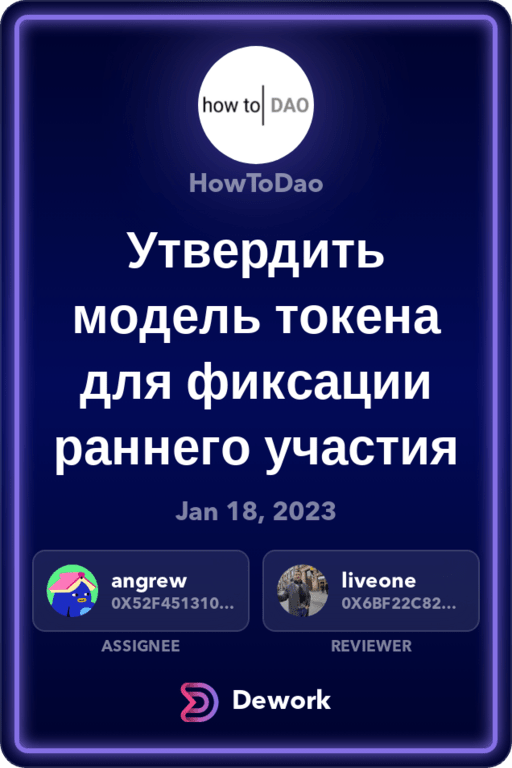 how to DAO
HowToDao
Утвердить
модель токена
для фиксации
раннего участия
Jan 18, 2023
angrew
0X52F451310...
liveone
0X6BF22C82...
ASSIGNEE
REVIEWER
Dework